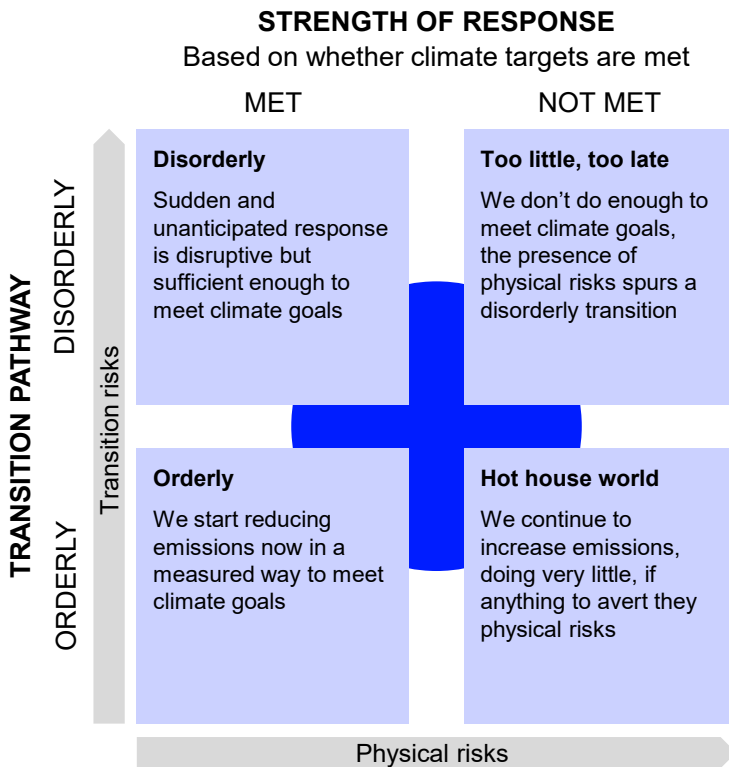 STRENGTH OF RESPONSE
Based on whether climate targets are met
MET
NOT MET
TRANSITION PATHWAY
DISORDERLY
ORDERLY
Transition risks
Disorderly
Sudden and
unanticipated response
is disruptive but
sufficient enough to
meet climate goals
Too little, too late
We don’t do enough to
meet climate goals,
the presence of
physical risks spurs a
disorderly transition
Orderly
We start reducing
emissions now in a
measured way to meet
climate goals
Hot house world
We continue to
increase emissions,
doing very little, if
anything to avert they
physical risks
Physical risks